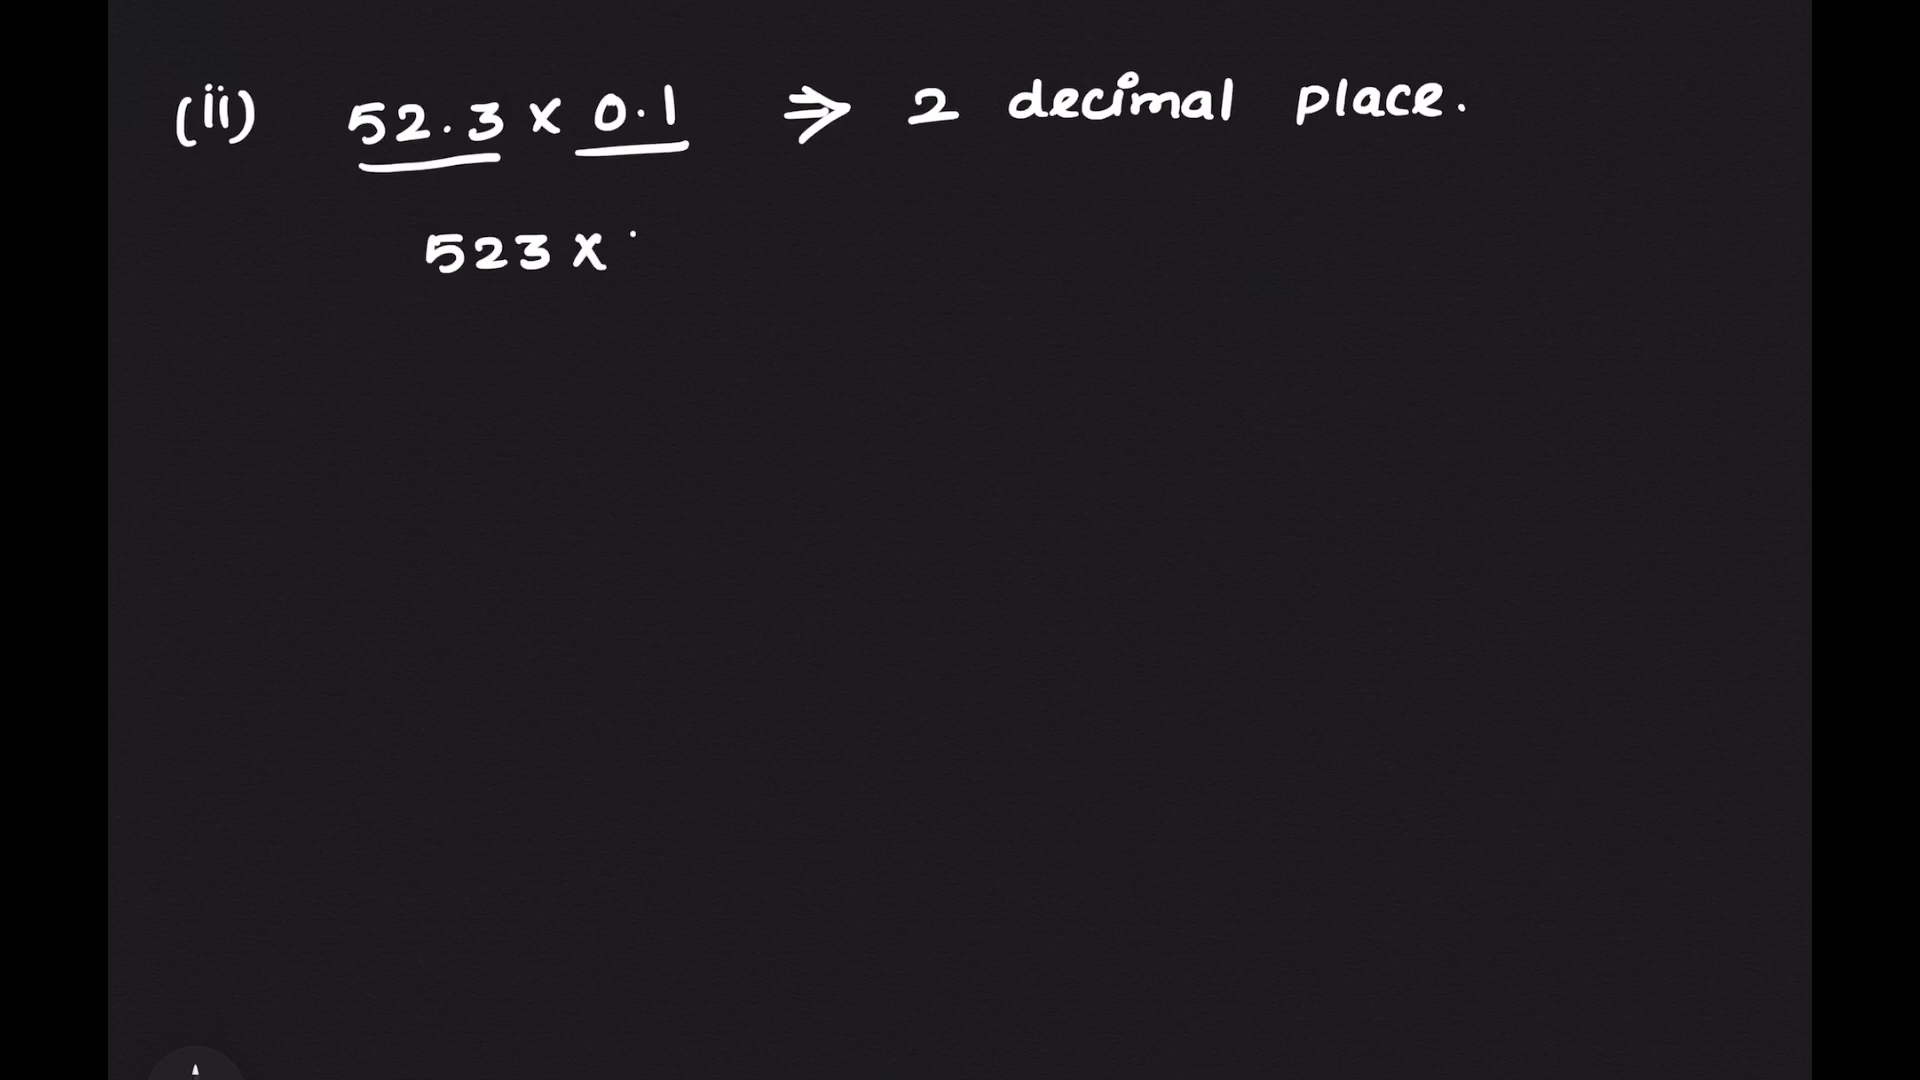 (ii) 52.3 x 0.1 ⇒ 2 decimal place.
523 x